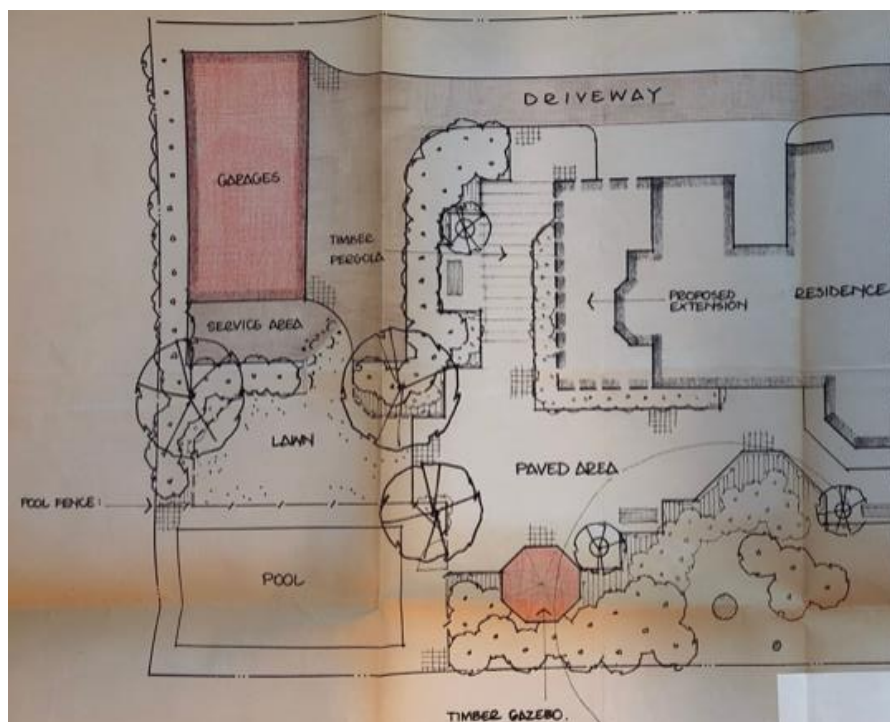 DRIVEWAY
GARAGES
TIMBER
PERGOLA
PROPOSED
EXTENSION
RESIDENCE
SERVICE AREA
LAWN
PAVED AREA
POOL FENCE:
POOL
TIMBER GAZEBO.